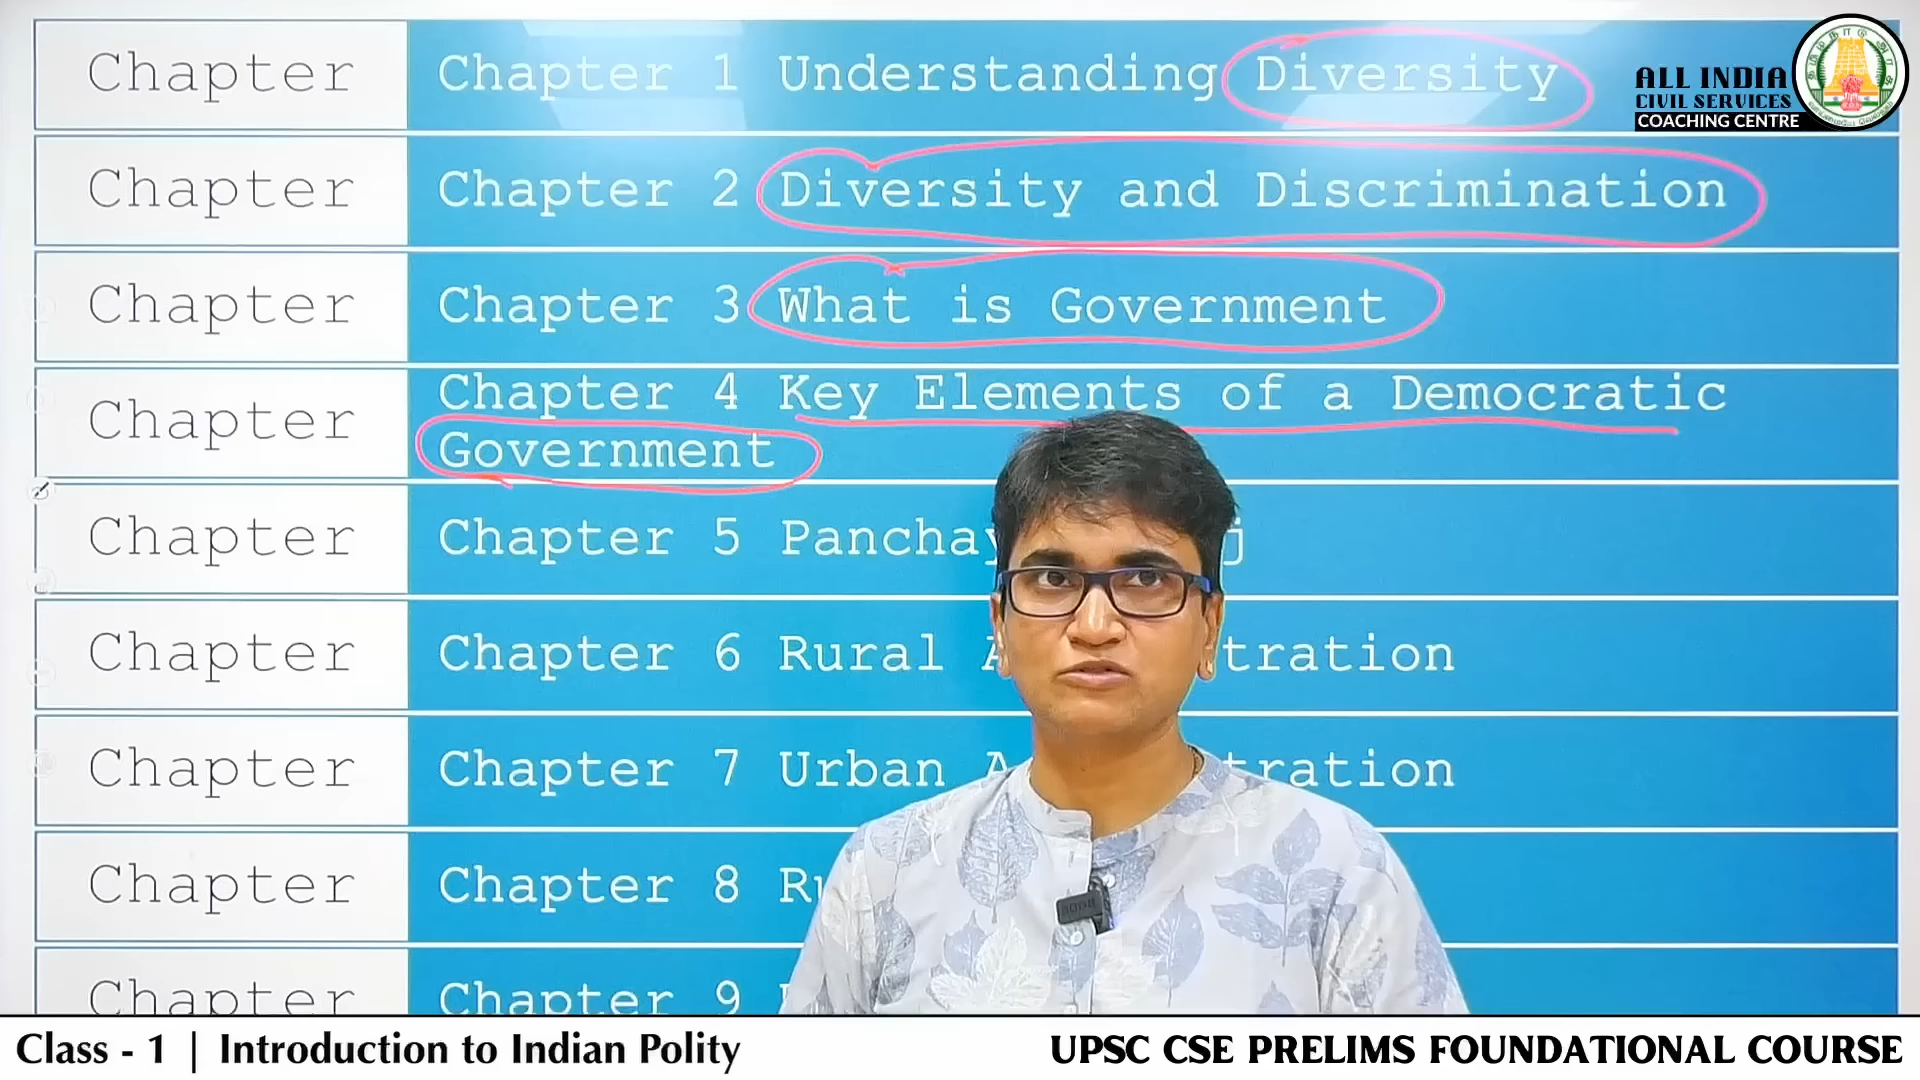 Chapter
Chapter 1 Understanding Diversity
ALL INDIA
CIVIL SERVICES
COACHING CENTRE
Chapter
Chapter 2 Diversity and Discrimination
Chapter
Chapter 3 What is Government
Chapter
Chapter 4 Key Elements of a Democratic
Government
Chapter
Chapter 5
Chapter
Chapter 6 Rural
Chapter
Chapter 7 Urban
Chapter
Chapter 8
Chapter
Chapter 9
Class - 1 | Introduction to Indian Polity
UPSC CSE PRELIMS FOUNDATIONAL COURSE